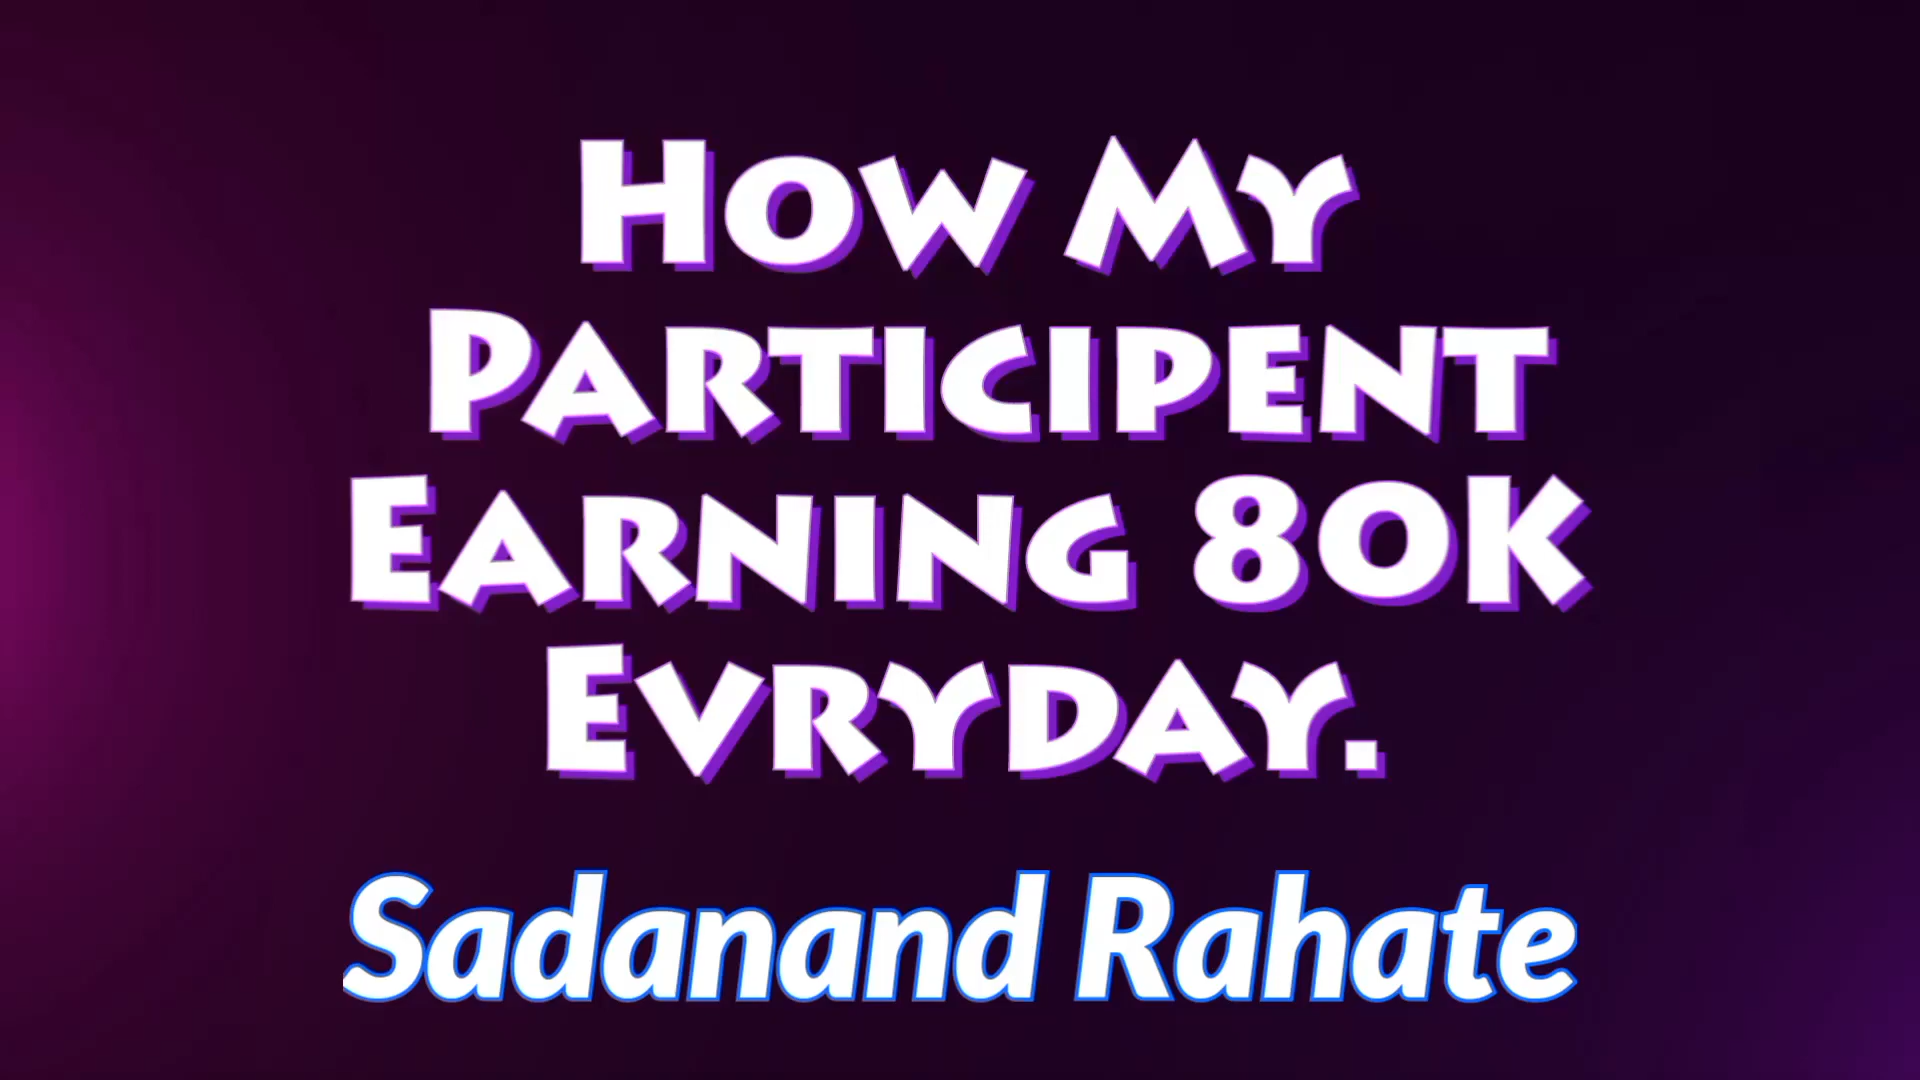 How My
Participent
Earning 80K
Evryday.
Sadanand Rahate